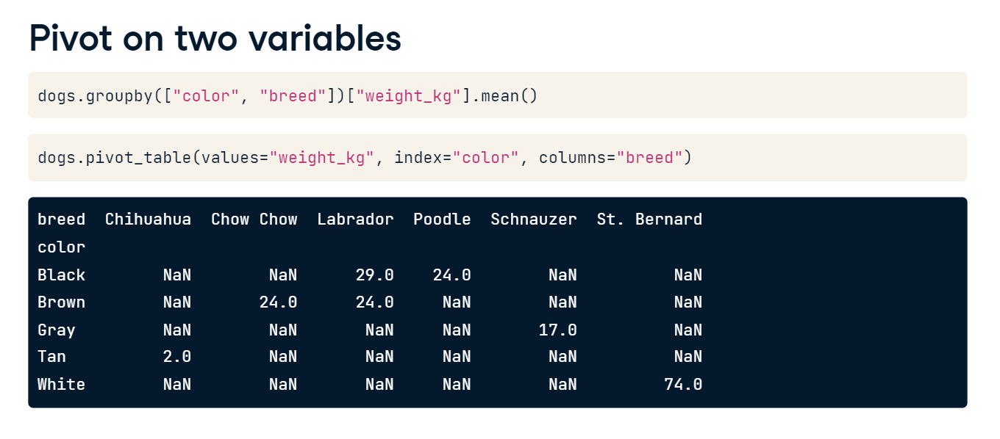 Pivot on two variables
dogs.groupby(["color", "breed"])["weight_kg"].mean()
dogs.pivot_table(values="weight_kg", index="color", columns="breed")
breed  Chihuahua  Chow Chow  Labrador  Poodle  Schnauzer  St. Bernard
color
Black        NaN        NaN      29.0    24.0        NaN          NaN
Brown        NaN       24.0      24.0     NaN        NaN          NaN
Gray         NaN        NaN       NaN     NaN       17.0          NaN
Tan          2.0        NaN       NaN     NaN        NaN          NaN
White        NaN        NaN       NaN     NaN        NaN         74.0